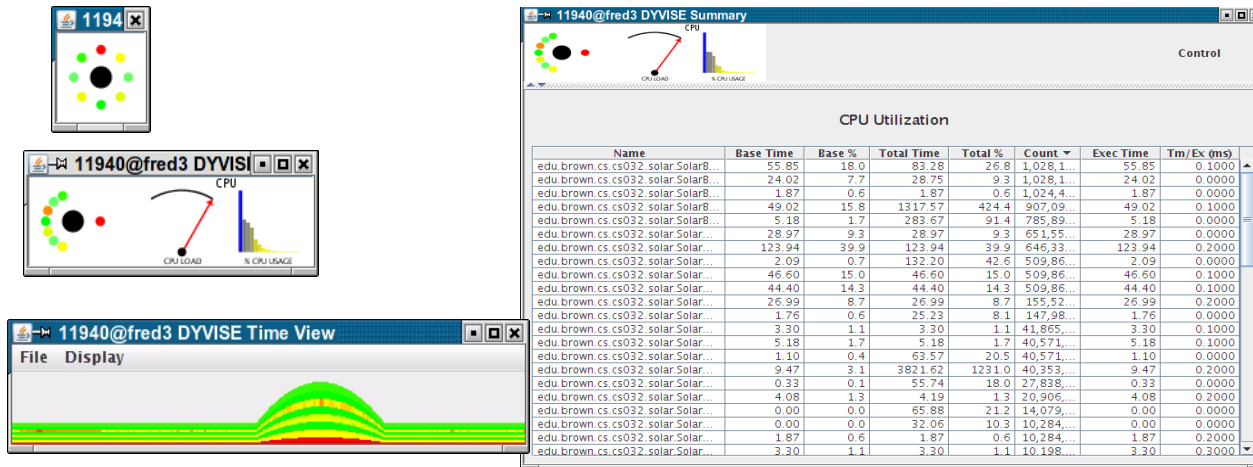 1194
11940@fred3 DYVISI
CPU
CPU LOAD
% CPU USAGE
11940@fred3 DYVISE Time View
File Display
11940@fred3 DYVISE Summary
CPU
CPU LOAD
% CPU USAGE
Control
CPU Utilization
Name Base Time Base % Total Time Total % Count Exec Time Tm/Ex (ms)
edu.brown.cs.cs032.solar.SolarB... 55.85 18.0 83.28 26.8 1,028,1... 55.85 0.1000
edu.brown.cs.cs032.solar.SolarB... 24.02 7.7 28.75 9.3 1,028,1... 24.02 0.0000
edu.brown.cs.cs032.solar.SolarB... 1.87 0.6 1.87 0.6 1,024,4... 1.87 0.0000
edu.brown.cs.cs032.solar.SolarB... 49.02 15.8 1317.57 424.4 907,09... 49.02 0.1000
edu.brown.cs.cs032.solar.SolarB... 5.18 1.7 283.67 91.4 785,89... 5.18 0.0000
edu.brown.cs.cs032.solar.Solar... 28.97 9.3 28.97 9.3 651,55... 28.97 0.0000
edu.brown.cs.cs032.solar.Solar... 123.94 39.9 123.94 39.9 646,33... 123.94 0.2000
edu.brown.cs.cs032.solar.Solar... 2.09 0.7 132.20 42.6 509,86... 2.09 0.0000
edu.brown.cs.cs032.solar.Solar... 46.60 15.0 46.60 15.0 509,86... 46.60 0.1000
edu.brown.cs.cs032.solar.Solar... 44.40 14.3 44.40 14.3 509,86... 44.40 0.1000
edu.brown.cs.cs032.solar.Solar... 26.99 8.7 26.99 8.7 155,52... 26.99 0.2000
edu.brown.cs.cs032.solar.Solar... 1.76 0.6 25.23 8.1 147,98... 1.76 0.0000
edu.brown.cs.cs032.solar.Solar... 3.30 1.1 3.30 1.1 41,865,... 3.30 0.1000
edu.brown.cs.cs032.solar.Solar... 5.18 1.7 5.18 1.7 40,571,... 5.18 0.1000
edu.brown.cs.cs032.solar.Solar... 1.10 0.4 63.57 20.5 40,571,... 1.10 0.0000
edu.brown.cs.cs032.solar.Solar... 9.47 3.1 3821.62 1231.0 40,353,... 9.47 0.2000
edu.brown.cs.cs032.solar.Solar... 0.33 0.1 55.74 18.0 27,838,... 0.33 0.0000
edu.brown.cs.cs032.solar.Solar... 4.08 1.3 4.19 1.3 20,906,... 4.08 0.2000
edu.brown.cs.cs032.solar.Solar... 0.00 0.0 65.88 21.2 14,079,... 0.00 0.0000
edu.brown.cs.cs032.solar.Solar... 0.00 0.0 32.06 10.3 10,284,... 0.00 0.0000
edu.brown.cs.cs032.solar.Solar... 1.87 0.6 1.87 0.6 10,284,... 1.87 0.2000
edu.brown.cs.cs032.solar.Solar... 3.30 1.1 3.30 1.1 10,198,... 3.30 0.3000